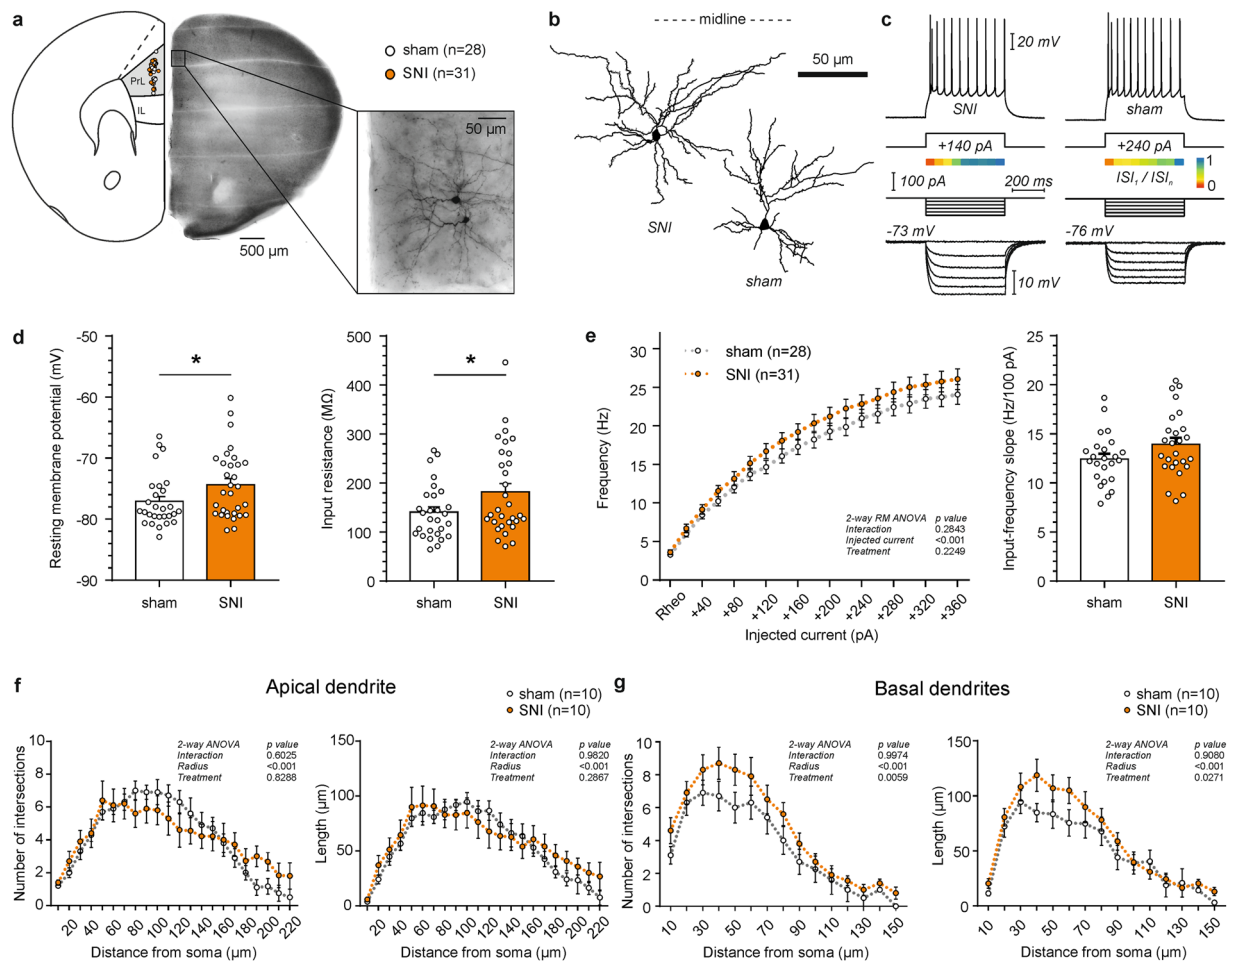 a
sham (n=28)
SNI (n=31)
PrL
IL
500 µm
50 µm
b
midline
50 µm
SNI
sham
c
20 mV
SNI
sham
+140 pA
+240 pA
1
0
ISI1 / ISIn
100 pA
200 ms
-73 mV
-76 mV
10 mV
d
Resting membrane potential (mV)
-50
-60
-70
-80
-90
*
sham
SNI
Input resistance (MΩ)
500
400
300
200
100
0
*
sham
SNI
e
sham (n=28)
SNI (n=31)
Frequency (Hz)
30
25
20
15
10
5
0
2-way RM ANOVA p value
Interaction 0.2843
Injected current <0.001
Treatment 0.2249
Rheo +40 +80 +120 +160 +200 +240 +280 +320 +360
Injected current (pA)
Input-frequency slope (Hz/100 pA)
25
20
15
10
5
0
sham
SNI
f
Apical dendrite
sham (n=10)
SNI (n=10)
Number of intersections
10
8
6
4
2
0
2-way ANOVA p value
Interaction 0.6025
Radius <0.001
Treatment 0.8288
20 40 60 80 100 120 140 160 180 200 220
Distance from soma (µm)
Length (µm)
150
100
50
0
2-way ANOVA p value
Interaction 0.9820
Radius <0.001
Treatment 0.2867
20 40 60 80 100 120 140 160 180 200 220
Distance from soma (µm)
g
Basal dendrites
sham (n=10)
SNI (n=10)
Number of intersections
10
8
6
4
2
0
2-way ANOVA p value
Interaction 0.9974
Radius <0.001
Treatment 0.0059
10 30 50 70 90 110 130 150
Distance from soma (µm)
Length (µm)
150
100
50
0
2-way ANOVA p value
Interaction 0.9080
Radius <0.001
Treatment 0.0271
10 30 50 70 90 110 130 150
Distance from soma (µm)